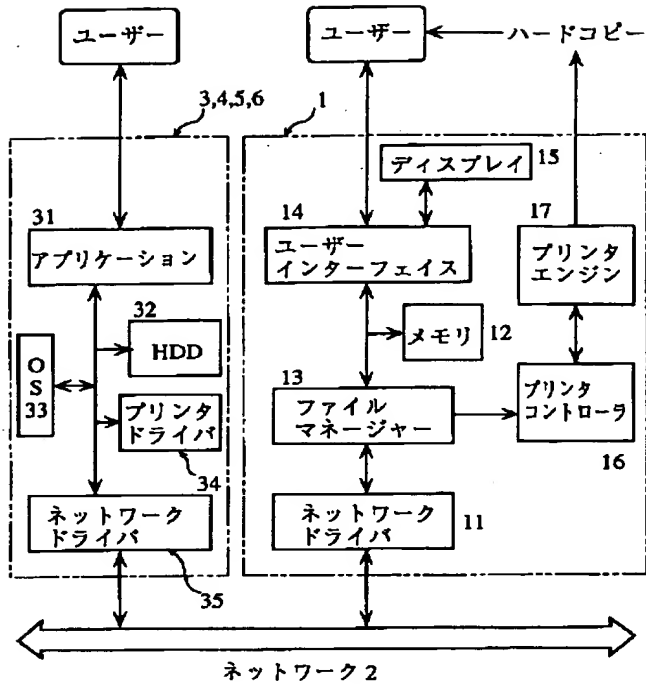 ユーザー
ユーザー
ハードコピー
3,4,5,6
1
ディスプレイ
15
31
アプリケーション
14
ユーザー
インターフェイス
17
プリンタ
エンジン
32
HDD
メモリ
12
OS
33
プリンタ
ドライバ
34
13
ファイル
マネージャー
プリンタ
コントローラ
16
ネットワーク
ドライバ
35
ネットワーク
ドライバ
11
ネットワーク2